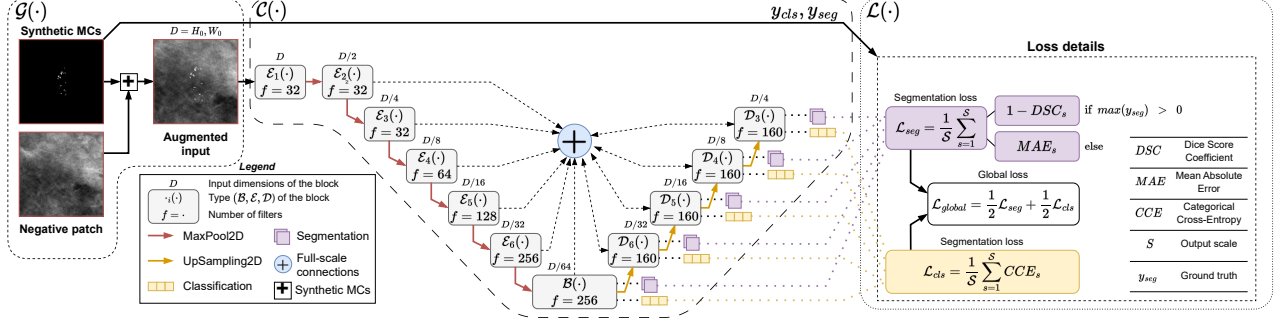 𝒢(·)
Synthetic MCs
D = H₀, W₀
Augmented
input
Negative patch
Legend
D
·ᵢ(·)
f = ·
Input dimensions of the block
Type (ℬ, ℰ, 𝒟) of the block
Number of filters
MaxPool2D
UpSampling2D
Classification
Segmentation
Full-scale
connections
Synthetic MCs
𝒞(·)
y_cls, y_seg
D
ℰ₁(·)
f = 32
D/2
ℰ₂(·)
f = 32
D/4
ℰ₃(·)
f = 32
D/8
ℰ₄(·)
f = 64
D/16
ℰ₅(·)
f = 128
D/32
ℰ₆(·)
f = 256
D/64
ℬ(·)
f = 256
D/4
𝒟₃(·)
f = 160
D/8
𝒟₄(·)
f = 160
D/16
𝒟₅(·)
f = 160
D/32
𝒟₆(·)
f = 160
ℒ(·)
Loss details
Segmentation loss
ℒ_seg = 1/𝒮 ∑_{s=1}^{𝒮}
1 − DSC_s if max(y_seg) > 0
MAE_s else
Global loss
ℒ_global = 1/2 ℒ_seg + 1/2 ℒ_cls
Segmentation loss
ℒ_cls = 1/𝒮 ∑_{s=1}^{𝒮} CCE_s
DSC Dice Score
Coefficient
MAE Mean Absolute
Error
CCE Categorical
Cross-Entropy
S Output scale
y_seg Ground truth